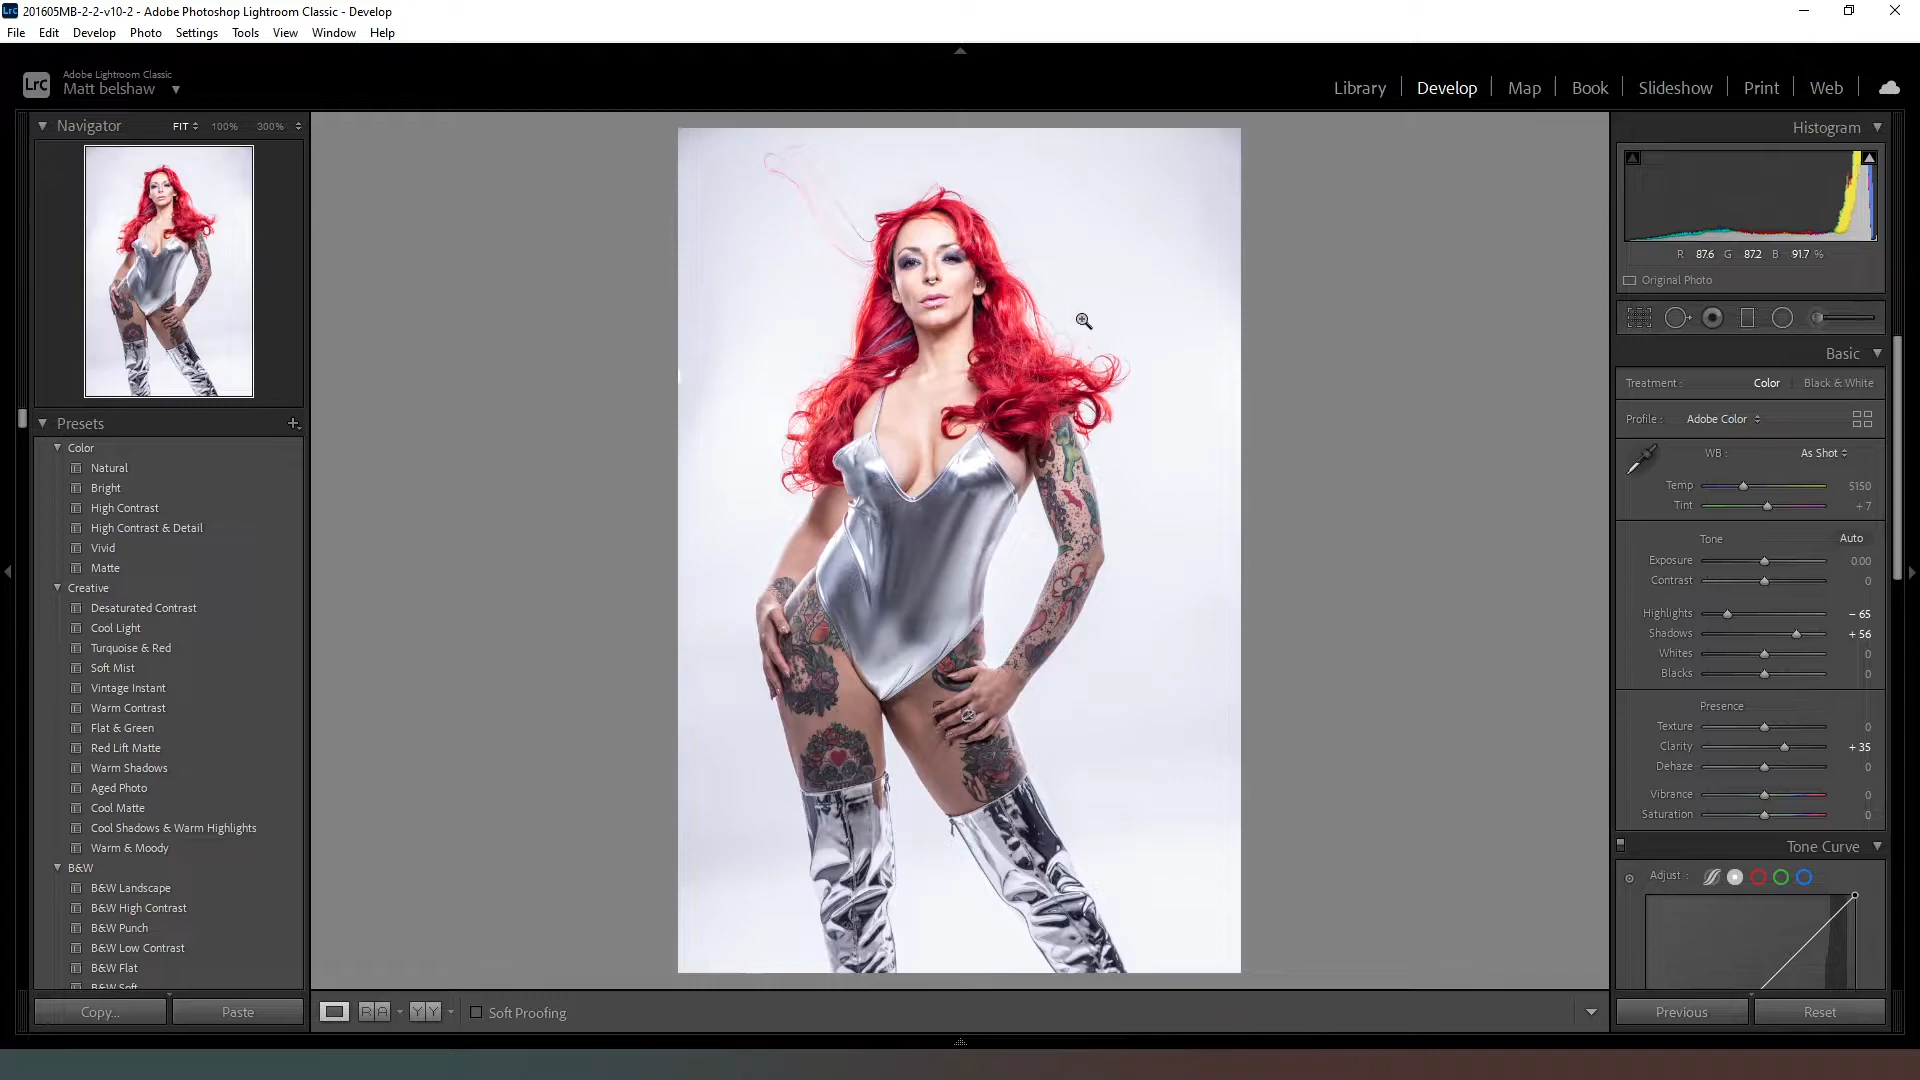 201605MB-2-2-v10-2 - Adobe Photoshop Lightroom Classic - Develop
File Edit Develop Photo Settings Tools View Window Help
LrC
Adobe Lightroom Classic
Matt belshaw
Library Develop Map Book Slideshow Print Web
Navigator FIT 100% 300%
Presets
Color
Natural
Bright
High Contrast
High Contrast & Detail
Vivid
Matte
Creative
Desaturated Contrast
Cool Light
Turquoise & Red
Soft Mist
Vintage Instant
Warm Contrast
Flat & Green
Red Lift Matte
Warm Shadows
Aged Photo
Cool Matte
Cool Shadows & Warm Highlights
Warm & Moody
B&W
B&W Landscape
B&W High Contrast
B&W Punch
B&W Low Contrast
B&W Flat
B&W Soft
Copy... Paste
RA YY Soft Proofing
Histogram
R 87.6 G 87.2 B 91.7 %
Original Photo
Basic
Treatment : Color Black & White
Profile : Adobe Color
WB : As Shot
Temp 5150
Tint + 7
Tone Auto
Exposure 0.00
Contrast 0
Highlights − 65
Shadows + 56
Whites 0
Blacks 0
Presence
Texture 0
Clarity + 35
Dehaze 0
Vibrance 0
Saturation 0
Tone Curve
Adjust :
Previous Reset